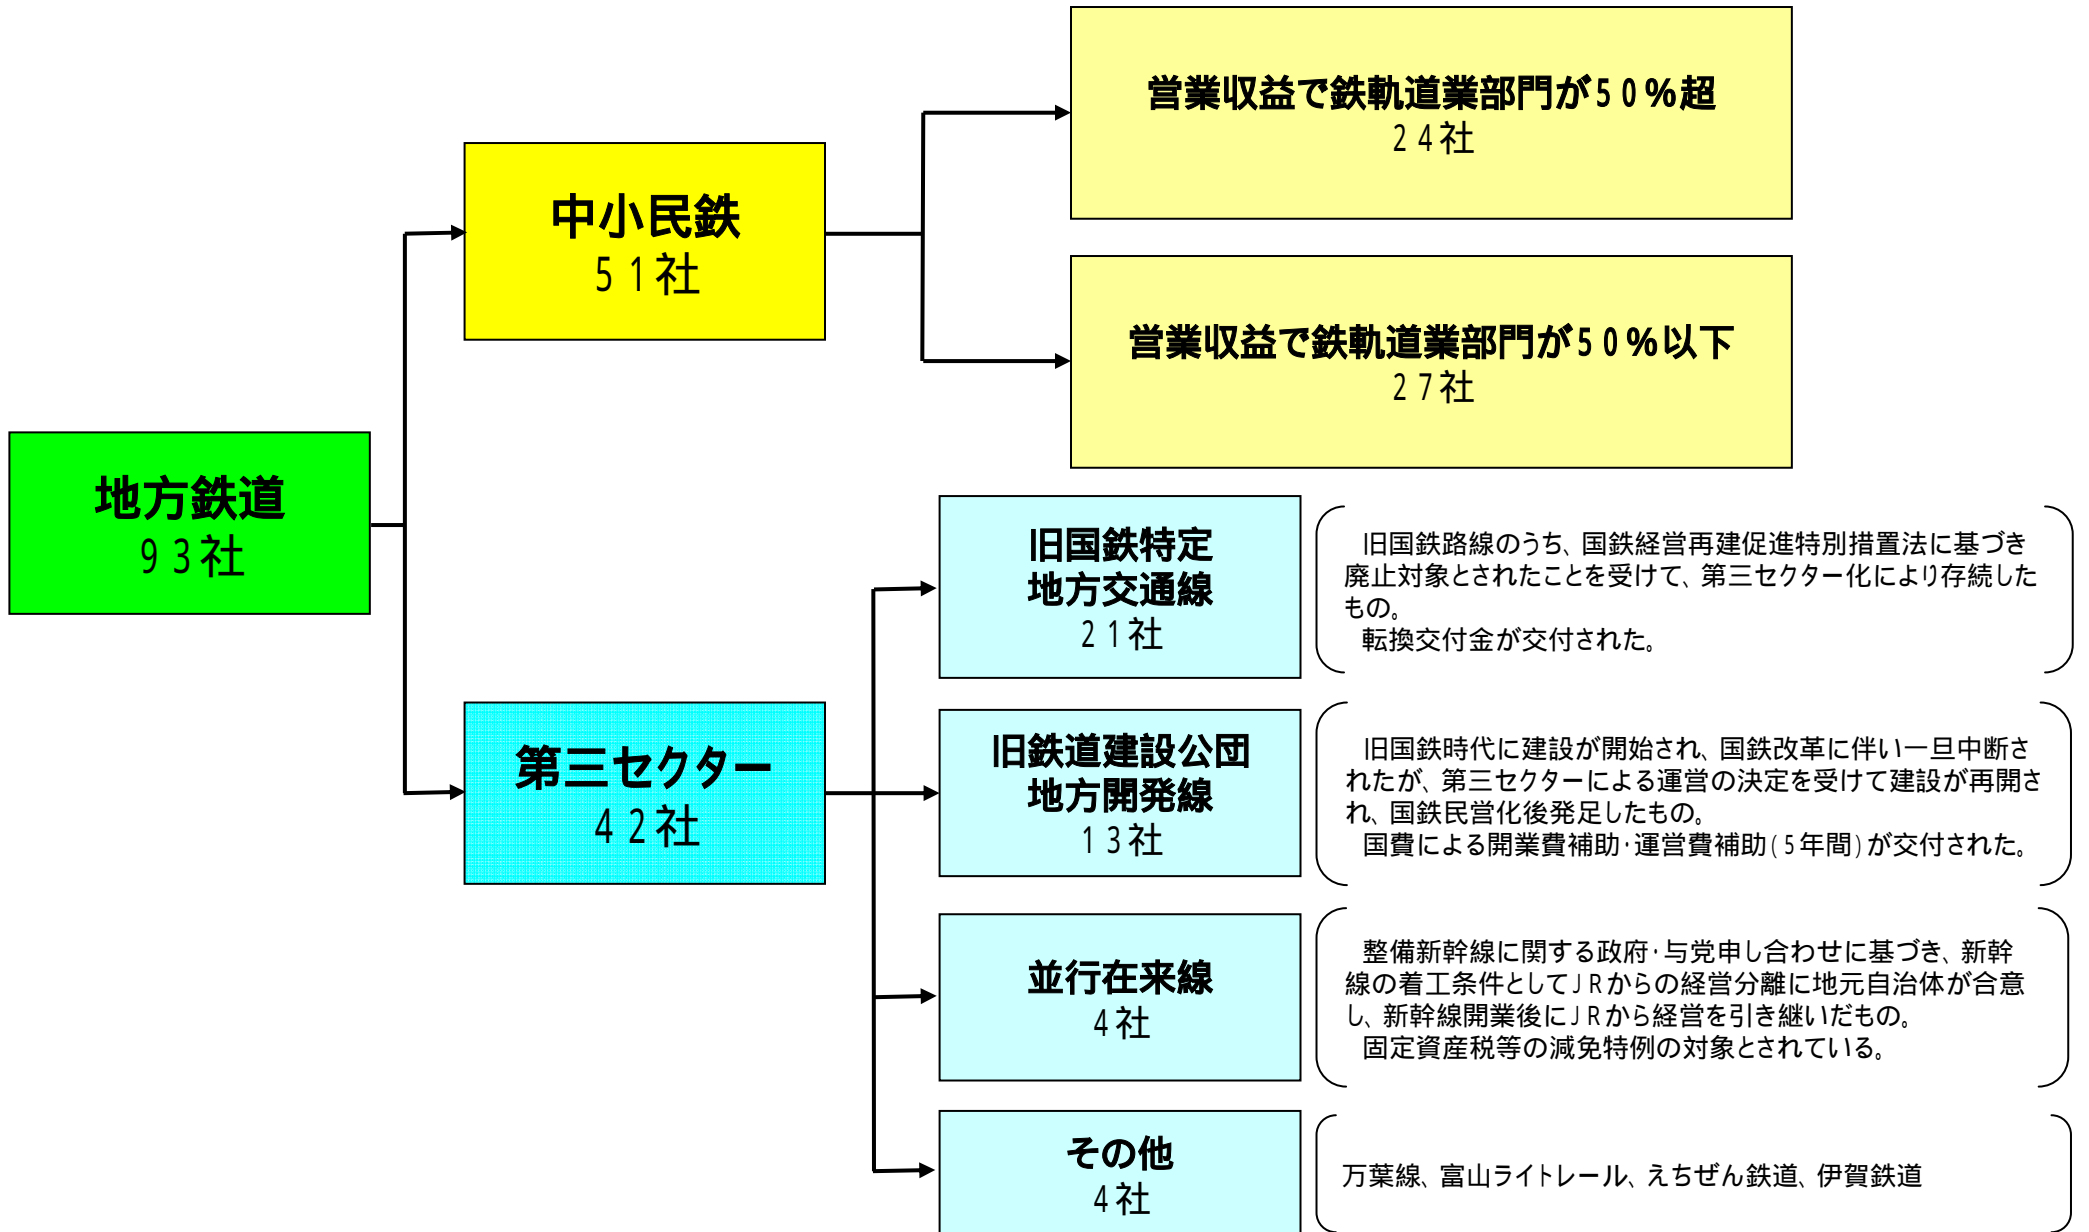 営業収益で鉄軌道業部門が50%超
24社
中小民鉄
51社
営業収益で鉄軌道業部門が50%以下
27社
地方鉄道
93社
旧国鉄特定
地方交通線
21社
旧国鉄路線のうち、国鉄経営再建促進特別措置法に基づき
廃止対象とされたことを受けて、第三セクター化により存続した
もの。
転換交付金が交付された。
第三セクター
42社
旧鉄道建設公団
地方開発線
13社
旧国鉄時代に建設が開始され、国鉄改革に伴い一旦中断さ
れたが、第三セクターによる運営の決定を受けて建設が再開さ
れ、国鉄民営化後発足したもの。
国費による開業費補助・運営費補助(5年間)が交付された。
並行在来線
4社
整備新幹線に関する政府・与党申し合わせに基づき、新幹
線の着工条件としてJRからの経営分離に地元自治体が合意
し、新幹線開業後にJRから経営を引き継いだもの。
固定資産税等の減免特例の対象とされている。
その他
4社
万葉線、富山ライトレール、えちぜん鉄道、伊賀鉄道